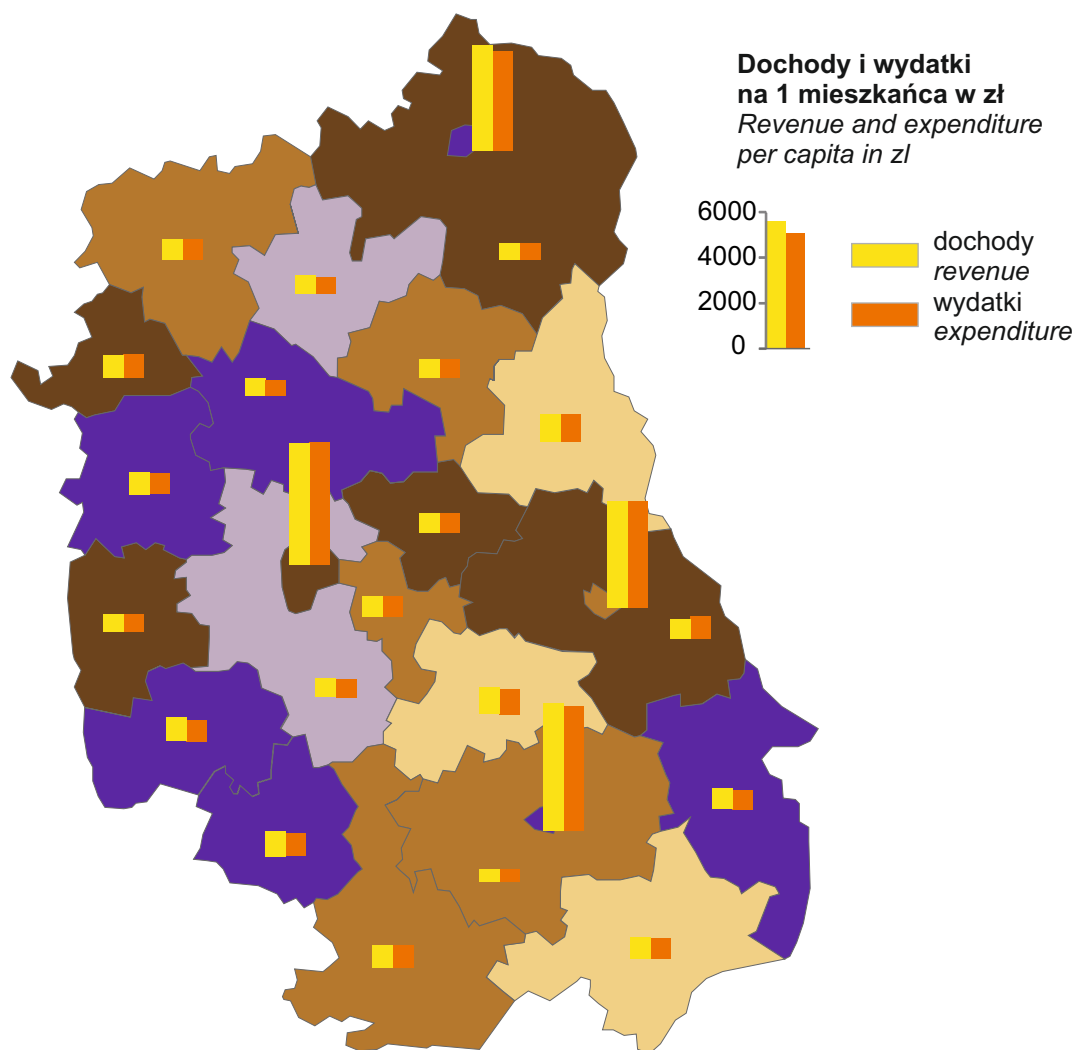 Dochody i wydatki
na 1 mieszkańca w zł
Revenue and expenditure
per capita in zl
6000
4000
2000
0
dochody
revenue
wydatki
expenditure